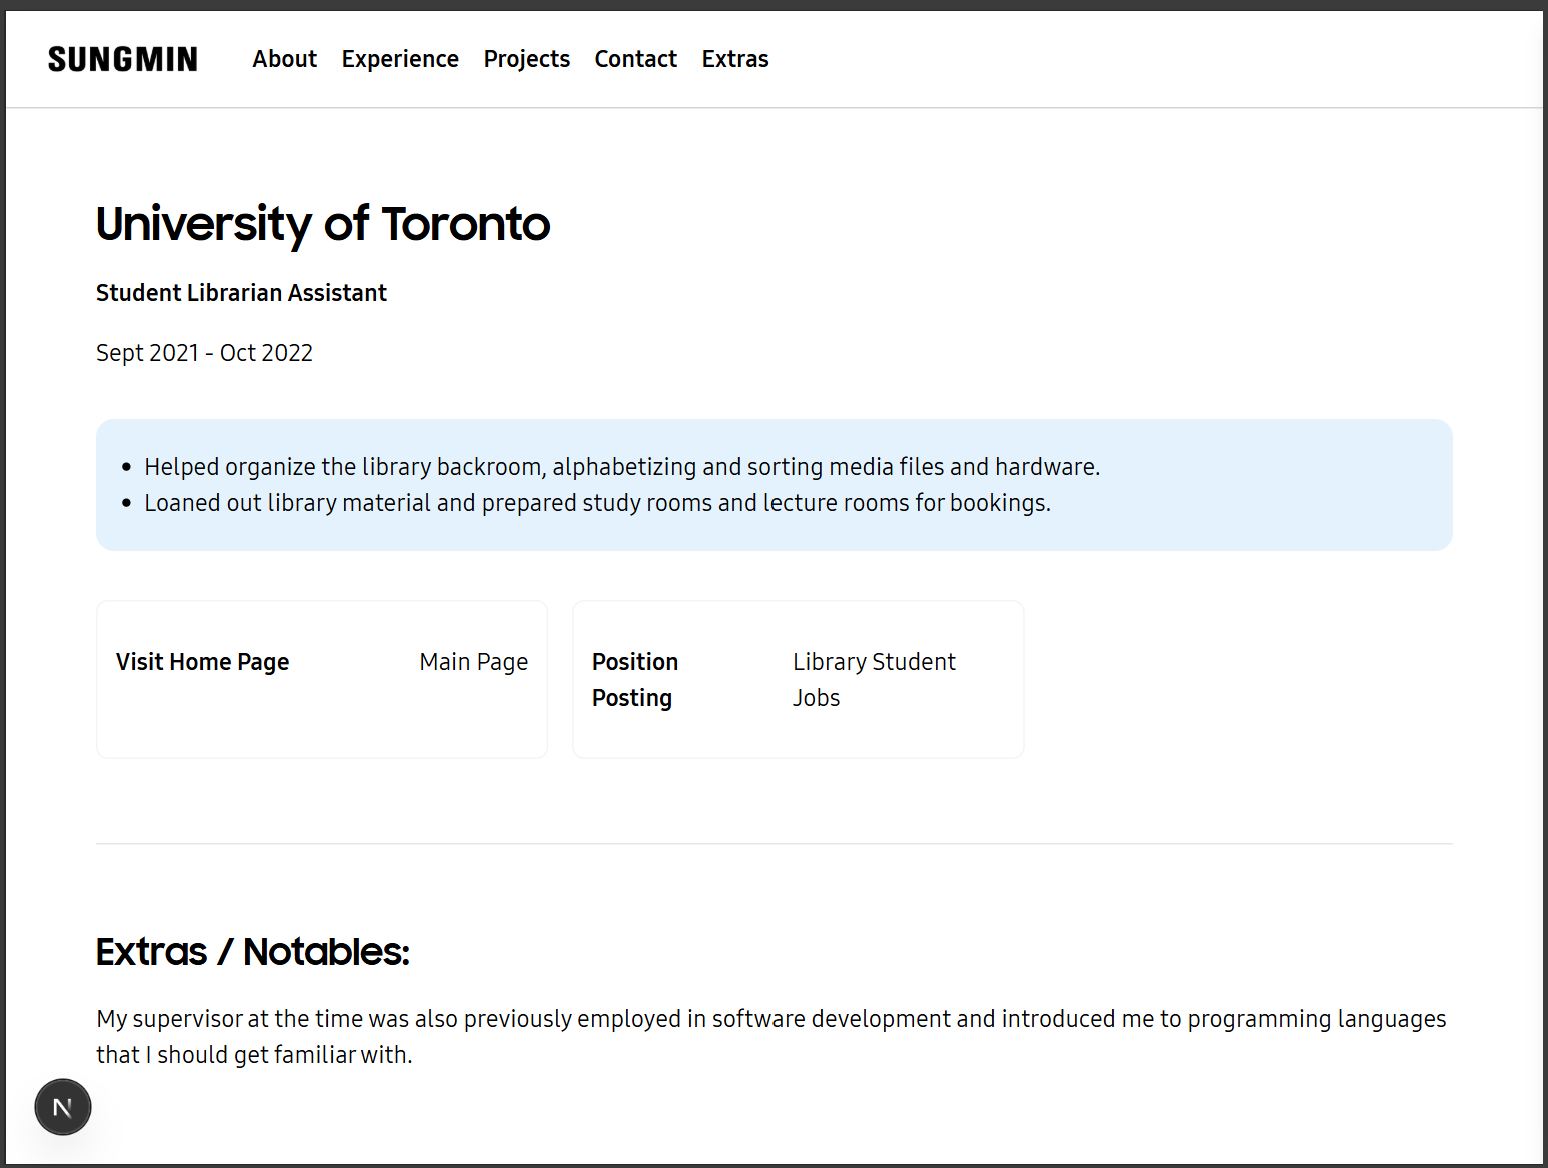 SUNGMIN About Experience Projects Contact Extras
University of Toronto
Student Librarian Assistant
Sept 2021 - Oct 2022
• Helped organize the library backroom, alphabetizing and sorting media files and hardware.
• Loaned out library material and prepared study rooms and lecture rooms for bookings.
Visit Home Page Main Page
Position Library Student
Posting Jobs
Extras / Notables:
My supervisor at the time was also previously employed in software development and introduced me to programming languages
that I should get familiar with.
N